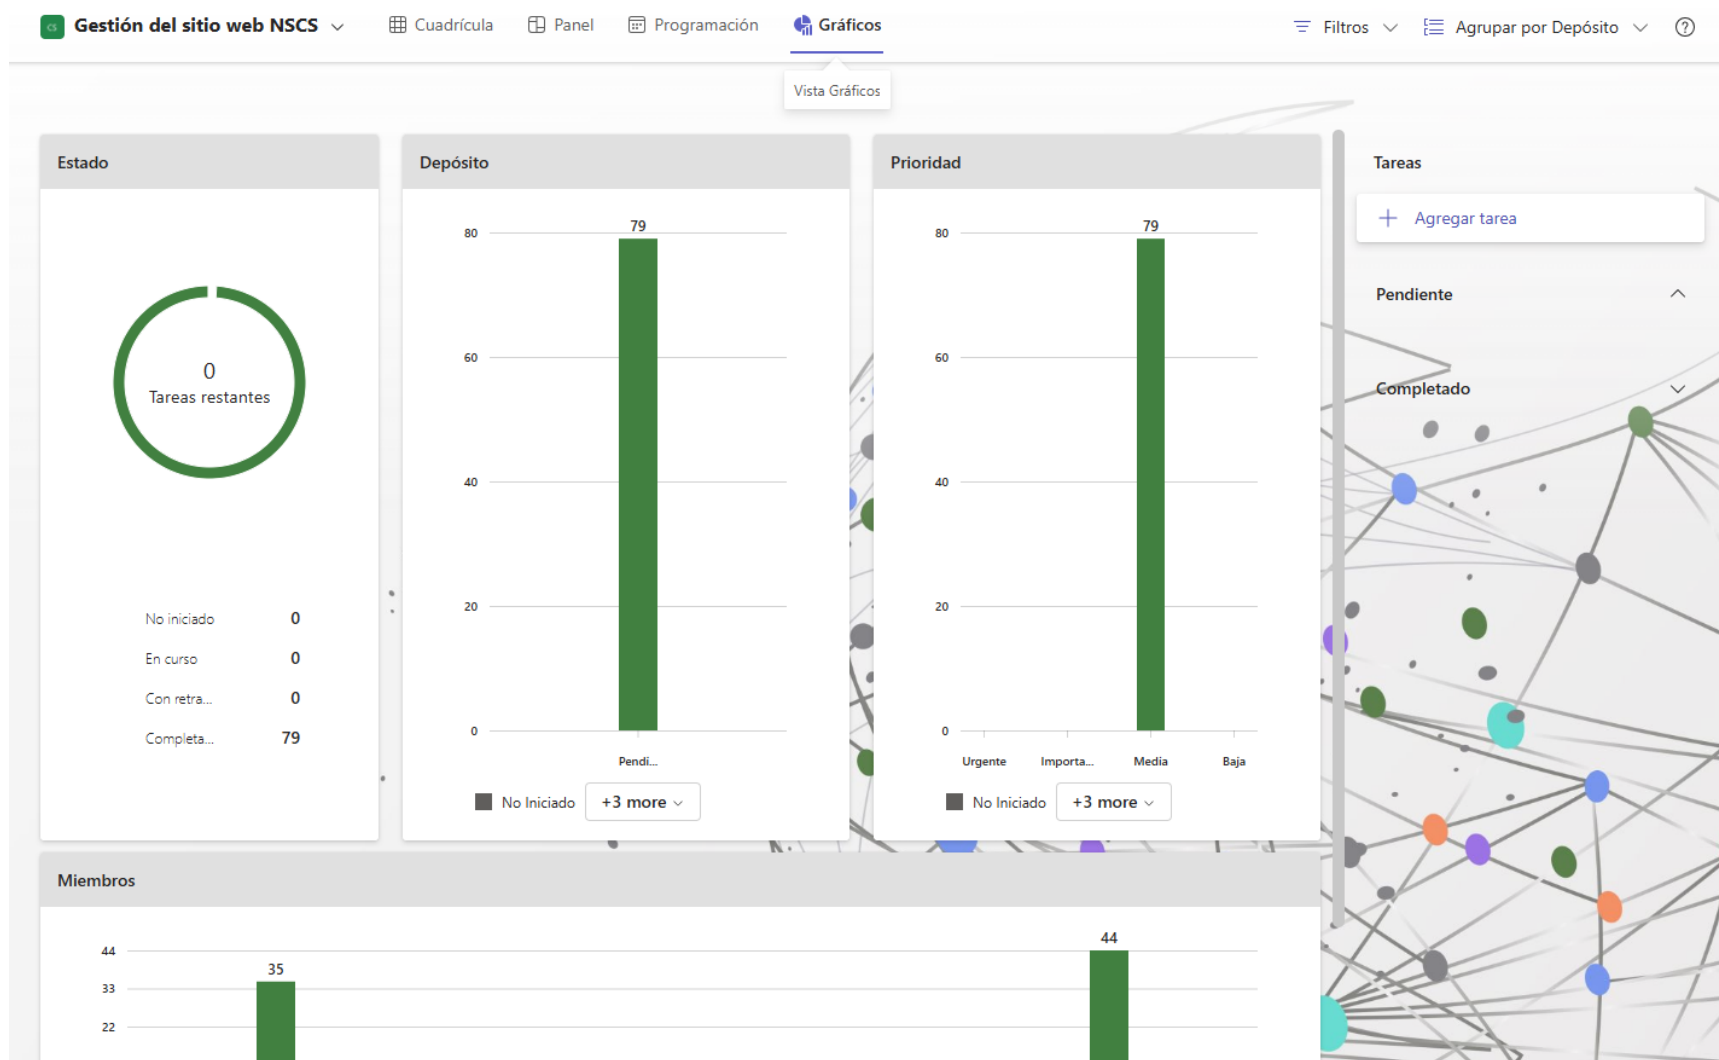 CS Gestión del sitio web NSCS
Cuadrícula
Panel
Programación
Gráficos
Filtros
Agrupar por Depósito
Vista Gráficos
Estado
0
Tareas restantes
No iniciado 0
En curso 0
Con retra... 0
Completa... 79
Depósito
79
80
60
40
20
0
Pendi...
No Iniciado +3 more
Prioridad
79
80
60
40
20
0
Urgente Importa... Media Baja
No Iniciado +3 more
Tareas
+ Agregar tarea
Pendiente
Completado
Miembros
44
33
22
35
44